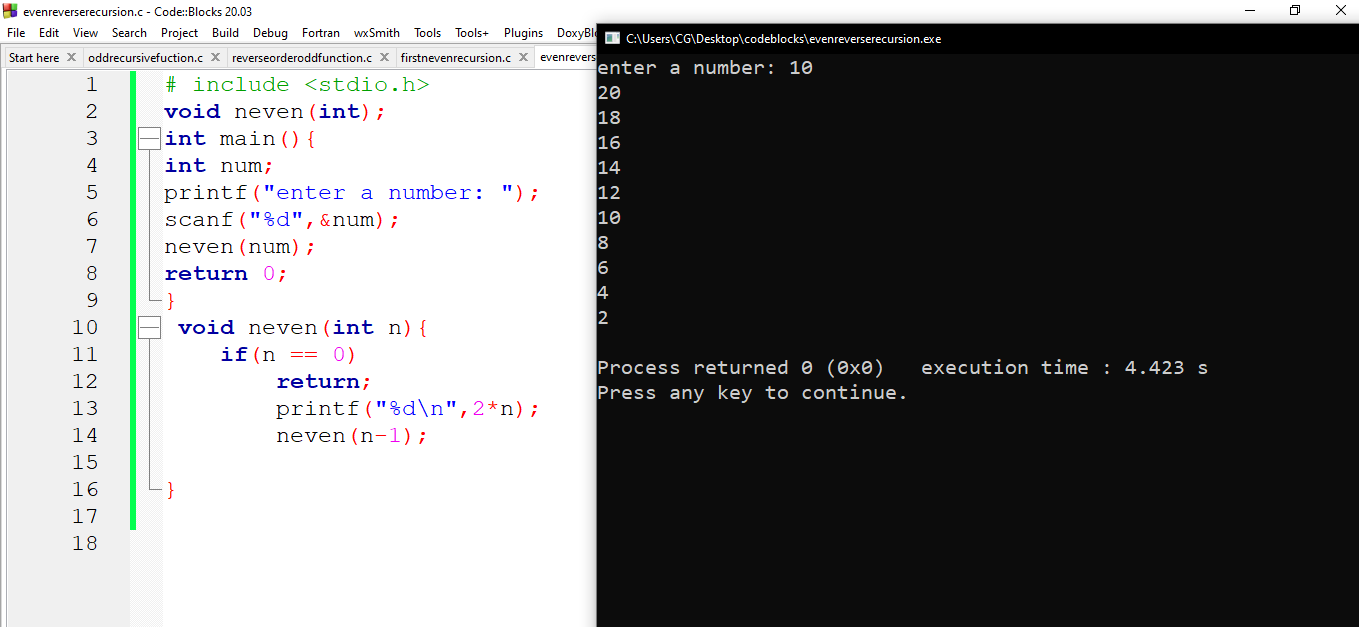 evenreverserecursion.c - Code::Blocks 20.03
File Edit View Search Project Build Debug Fortran wxSmith Tools Tools+ Plugins DoxyBl
Start here oddrecursivefuction.c reverseorderoddfunction.c firstnevenrecursion.c evenrevers
1 # include <stdio.h>
2 void neven(int);
3 int main(){
4 int num;
5 printf("enter a number: ");
6 scanf("%d",&num);
7 neven(num);
8 return 0;
9 }
10 void neven(int n){
11 if(n == 0)
12 return;
13 printf("%d\n",2*n);
14 neven(n-1);
15
16 }
17
18
C:\Users\CG\Desktop\codeblocks\evenreverserecursion.exe
enter a number: 10
20
18
16
14
12
10
8
6
4
2
Process returned 0 (0x0) execution time : 4.423 s
Press any key to continue.